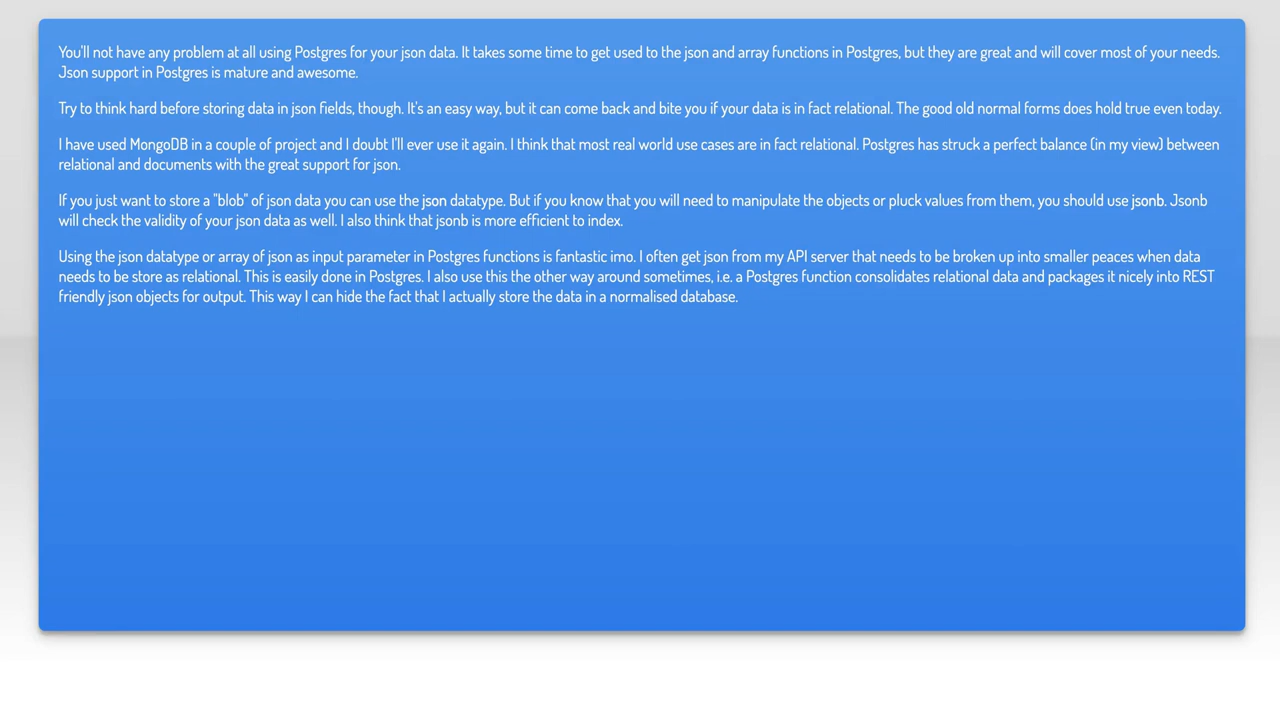 You'll not have any problem at all using Postgres for your json data. It takes some time to get used to the json and array functions in Postgres, but they are great and will cover most of your needs.
Json support in Postgres is mature and awesome.
Try to think hard before storing data in json fields, though. It's an easy way, but it can come back and bite you if your data is in fact relational. The good old normal forms does hold true even today.
I have used MongoDB in a couple of project and I doubt I'll ever use it again. I think that most real world use cases are in fact relational. Postgres has struck a perfect balance (in my view) between
relational and documents with the great support for json.
If you just want to store a "blob" of json data you can use the json datatype. But if you know that you will need to manipulate the objects or pluck values from them, you should use jsonb. Jsonb
will check the validity of your json data as well. I also think that jsonb is more efficient to index.
Using the json datatype or array of json as input parameter in Postgres functions is fantastic imo. I often get json from my API server that needs to be broken up into smaller peaces when data
needs to be store as relational. This is easily done in Postgres. I also use this the other way around sometimes, i.e. a Postgres function consolidates relational data and packages it nicely into REST
friendly json objects for output. This way I can hide the fact that I actually store the data in a normalised database.